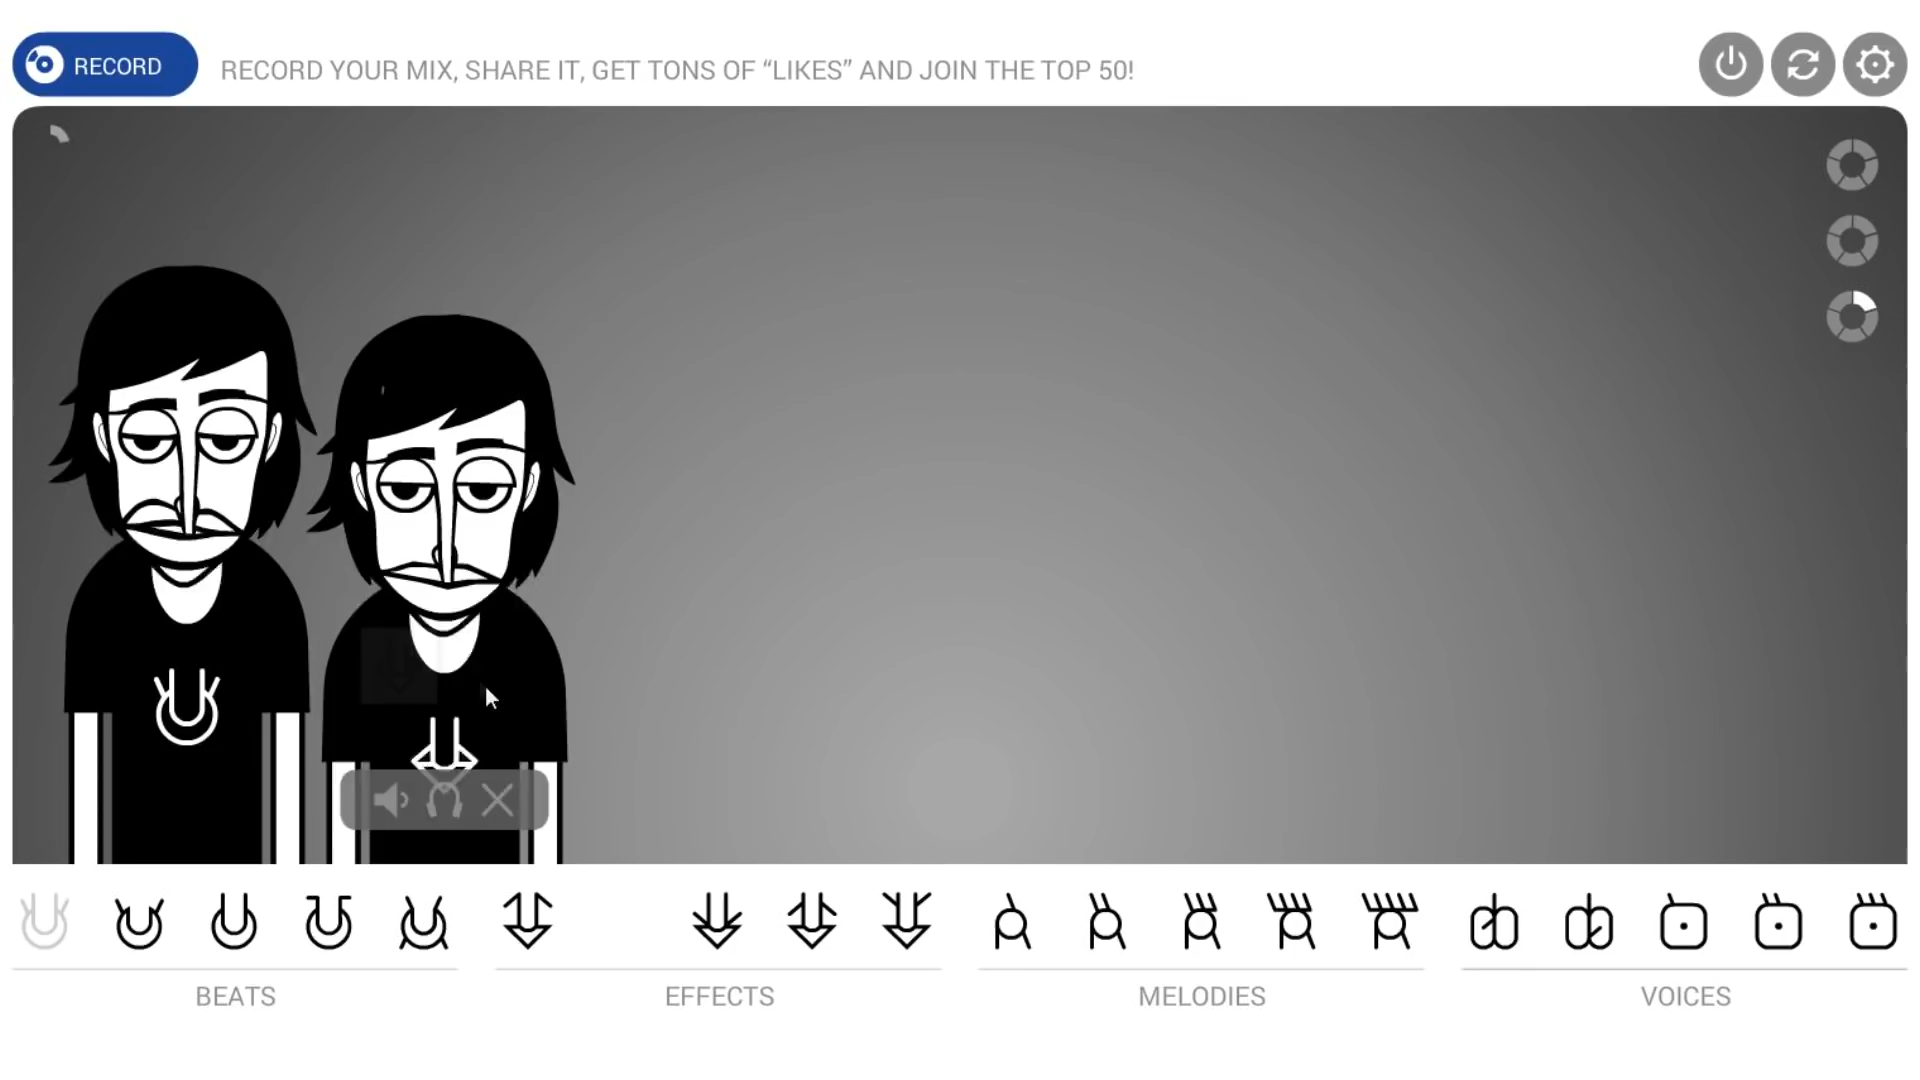 RECORD
RECORD YOUR MIX, SHARE IT, GET TONS OF “LIKES” AND JOIN THE TOP 50!
BEATS
EFFECTS
MELODIES
VOICES